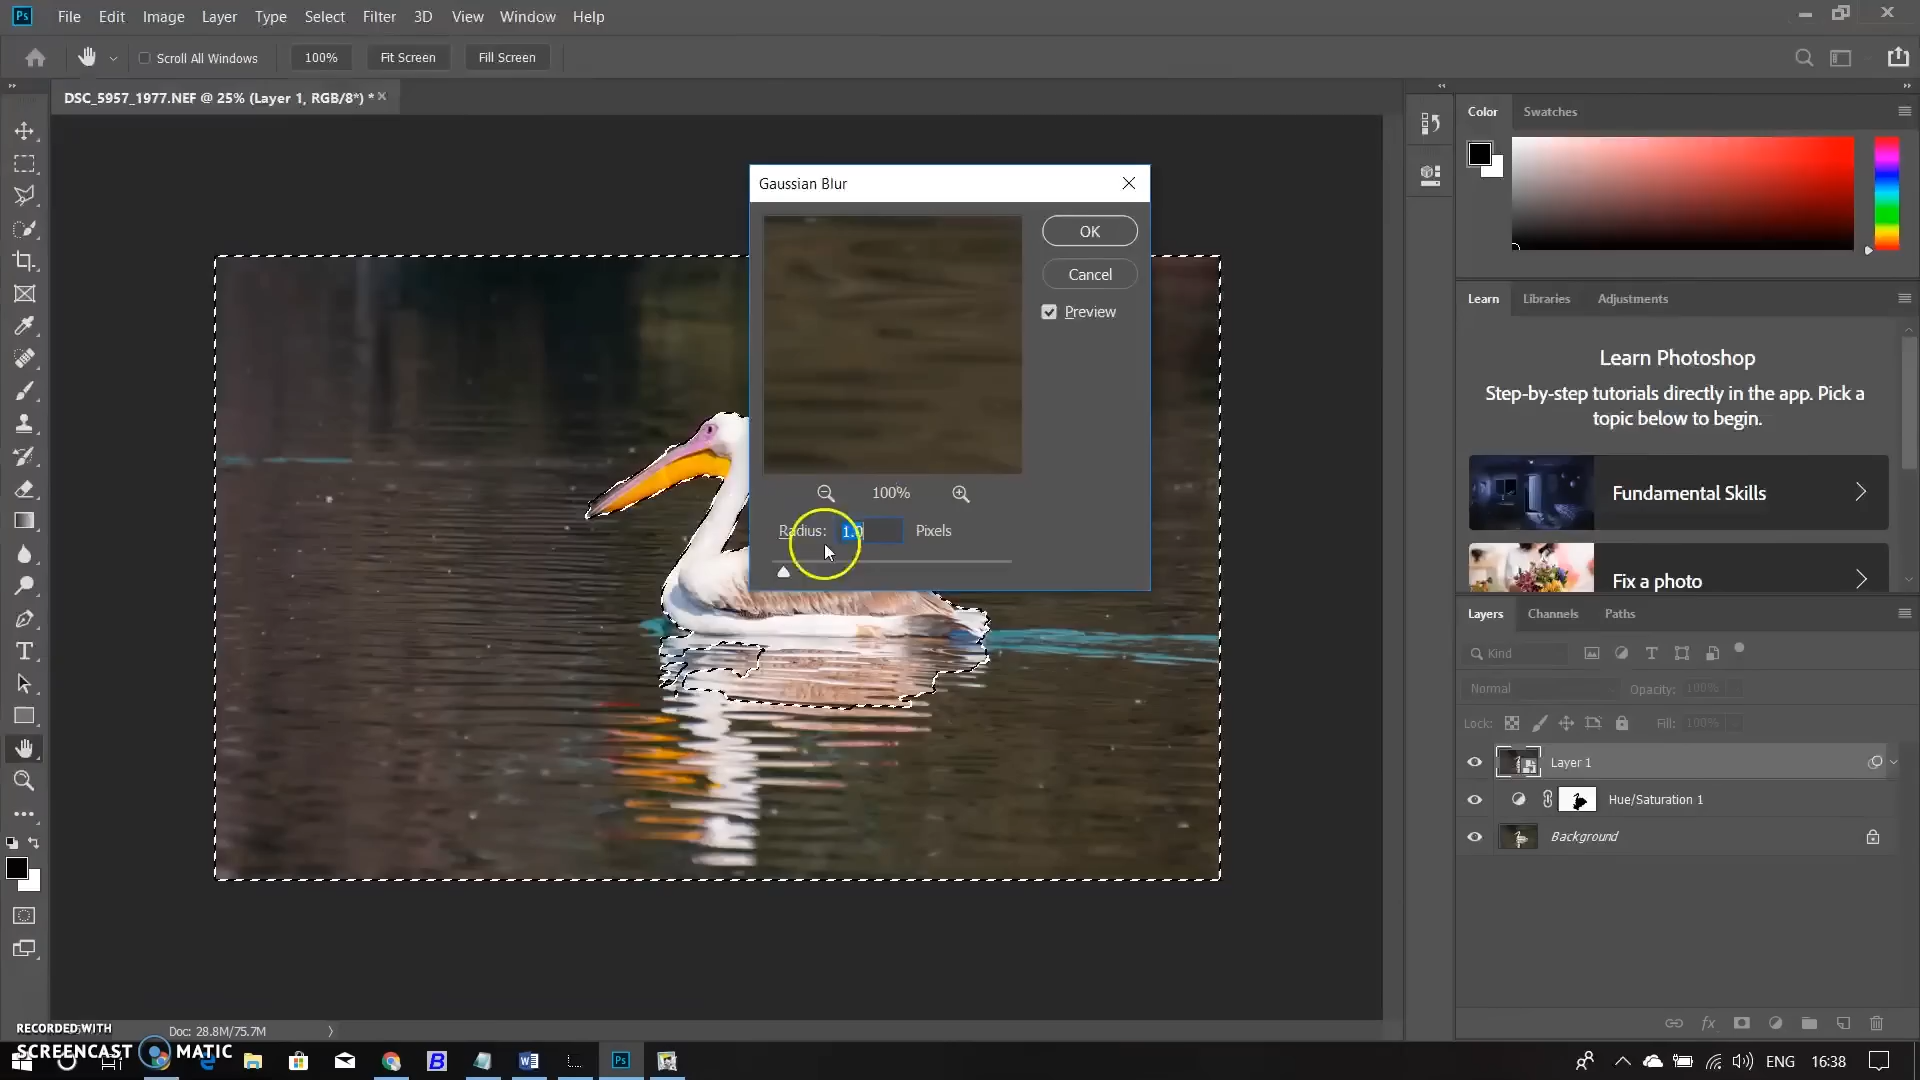 Ps File Edit Image Layer Type Select Filter 3D View Window Help
Scroll All Windows 100% Fit Screen Fill Screen
DSC_5957_1977.NEF @ 25% (Layer 1, RGB/8*) *
Color Swatches
Gaussian Blur
OK
Cancel
Preview
100%
Radius: 1.0 Pixels
Learn Libraries Adjustments
Learn Photoshop
Step-by-step tutorials directly in the app. Pick a
topic below to begin.
Fundamental Skills
Fix a photo
Layers Channels Paths
Kind
Normal Opacity: 100%
Lock: Fill: 100%
Layer 1
Hue/Saturation 1
Background
fx
Doc: 28.8M/75.7M
RECORDED WITH
SCREENCAST MATIC
Ps
ENG 16:38